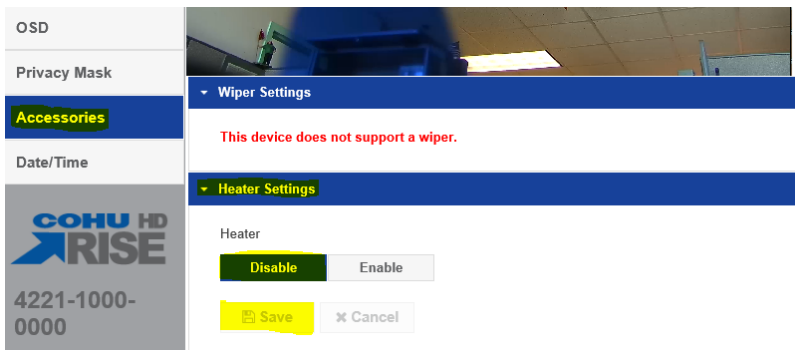 OSD
Privacy Mask
Accessories
Date/Time
COHU HD
RISE
4221-1000-
0000
Wiper Settings
This device does not support a wiper.
Heater Settings
Heater
Disable Enable
Save Cancel